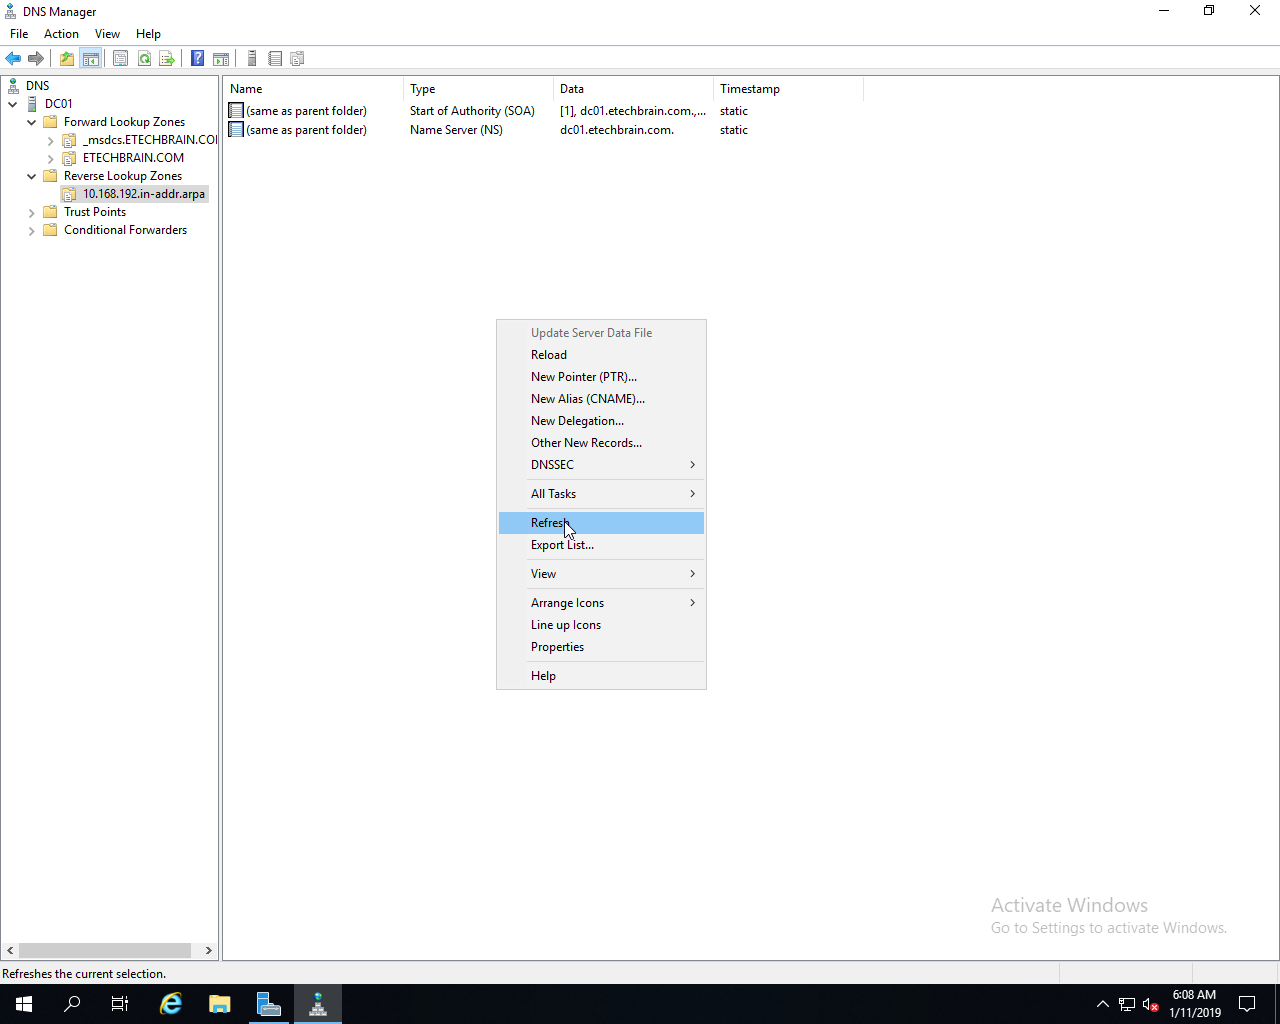 DNS Manager
File Action View Help
DNS
DC01
Forward Lookup Zones
_msdcs.ETECHBRAIN.CO
ETECHBRAIN.COM
Reverse Lookup Zones
10.168.192.in-addr.arpa
Trust Points
Conditional Forwarders
Name Type Data Timestamp
(same as parent folder) Start of Authority (SOA) [1], dc01.etechbrain.com.,... static
(same as parent folder) Name Server (NS) dc01.etechbrain.com. static
Update Server Data File
Reload
New Pointer (PTR)...
New Alias (CNAME)...
New Delegation...
Other New Records...
DNSSEC
All Tasks
Refresh
Export List...
View
Arrange Icons
Line up Icons
Properties
Help
Activate Windows
Go to Settings to activate Windows.
Refreshes the current selection.
6:08 AM
1/11/2019